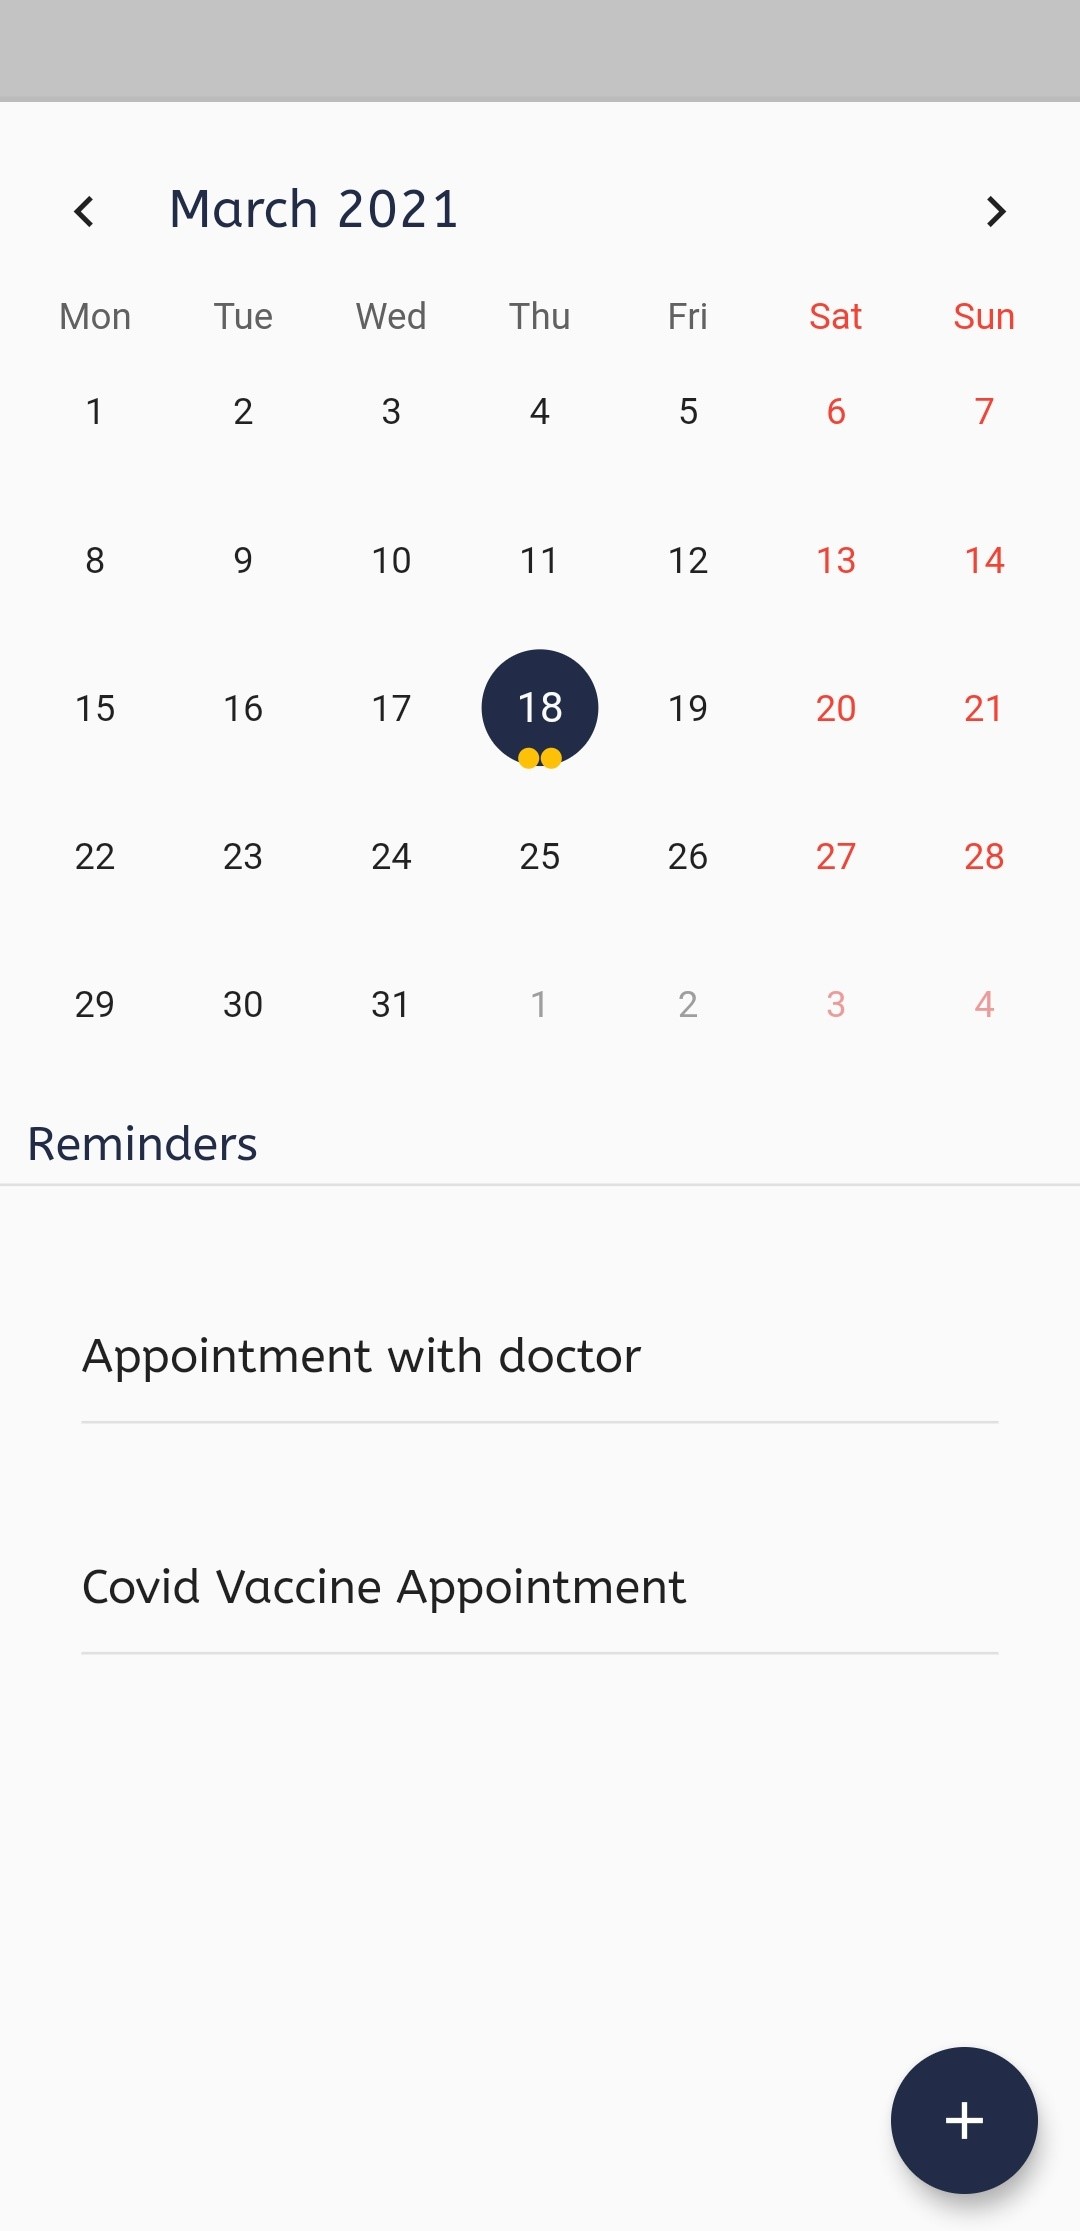 March 2021
Mon Tue Wed Thu Fri Sat Sun
1 2 3 4 5 6 7
8 9 10 11 12 13 14
15 16 17 18 19 20 21
22 23 24 25 26 27 28
29 30 31 1 2 3 4
Reminders
Appointment with doctor
Covid Vaccine Appointment